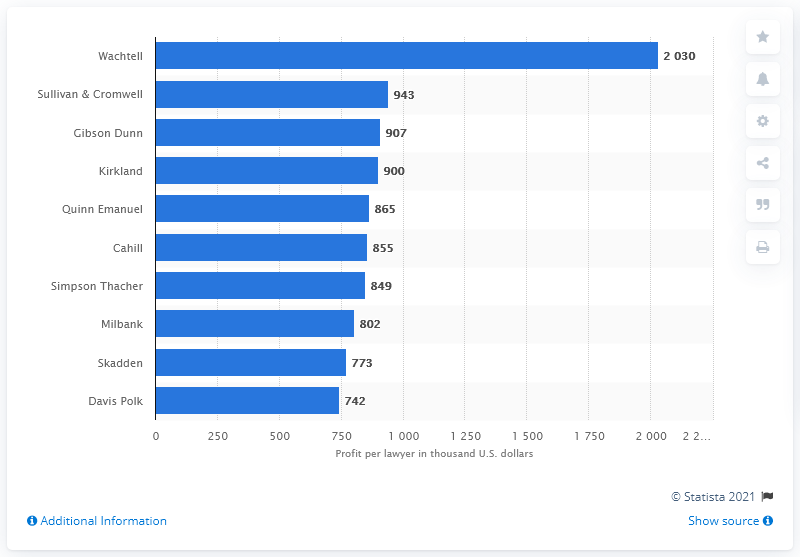 Wachtell 2 030
Sullivan & Cromwell 943
Gibson Dunn 907
Kirkland 900
Quinn Emanuel 865
Cahill 855
Simpson Thacher 849
Milbank 802
Skadden 773
Davis Polk 742
0 250 500 750 1 000 1 250 1 500 1 750 2 000 2 2...
Profit per lawyer in thousand U.S. dollars
© Statista 2021
Additional Information Show source